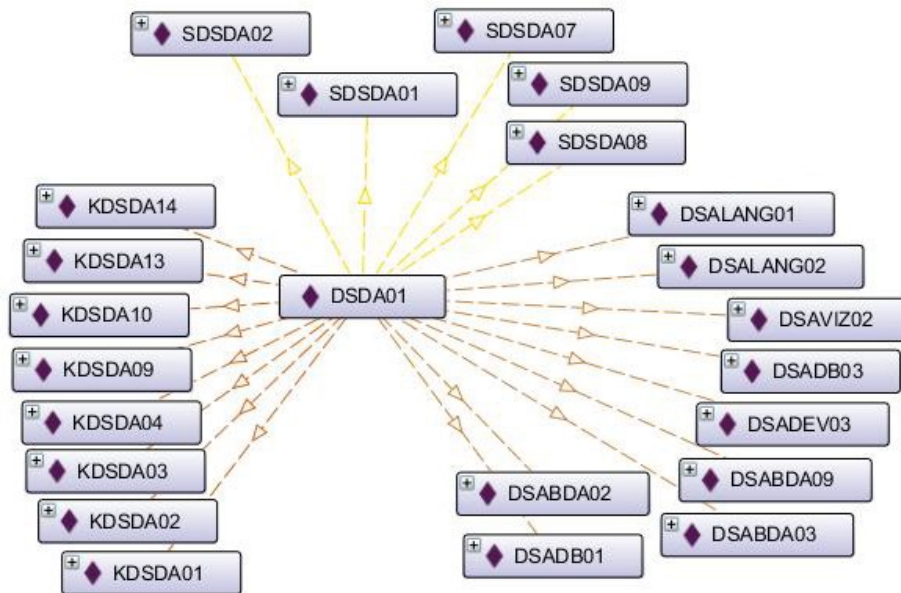 SDSDA02
SDSDA07
SDSDA01
SDSDA09
SDSDA08
KDSDA14
DSALANG01
KDSDA13
DSALANG02
DSDA01
KDSDA10
DSAVIZ02
KDSDA09
DSADB03
KDSDA04
DSADEV03
KDSDA03
DSABDA09
DSABDA02
KDSDA02
DSABDA03
DSADB01
KDSDA01